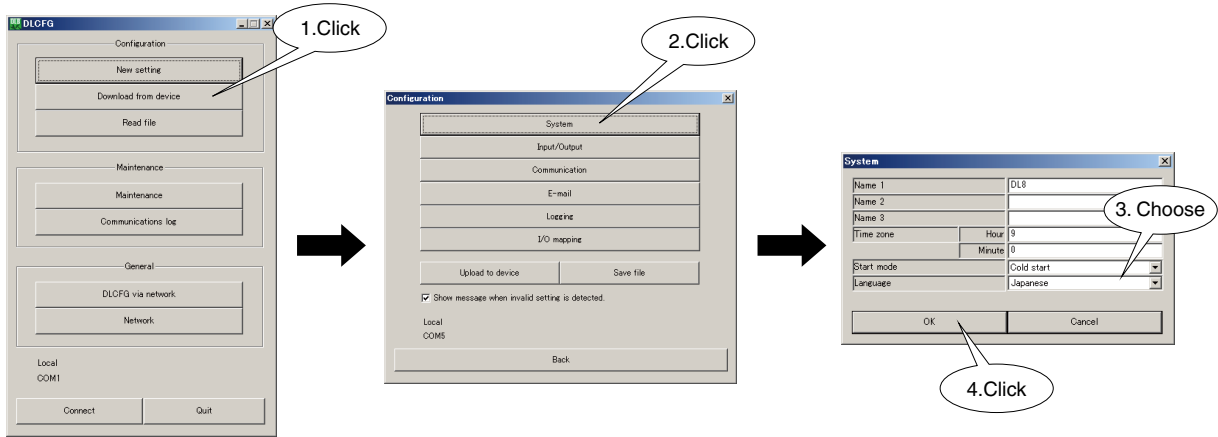 DLCFG
1.Click
Configuration
New setting
Download from device
Read file
Maintenance
Maintenance
Communications log
General
DLCFG via network
Network
Local
COM1
Connect
Quit
2.Click
Configuration
System
Input/Output
Communication
E-mail
Logging
I/O mapping
Upload to device
Save file
Show message when invalid setting is detected.
Local
COM5
Back
System
Name 1
DL8
Name 2
Name 3
3. Choose
Time zone
Hour
9
Minute
0
Start mode
Cold start
Language
Japanese
OK
Cancel
4.Click